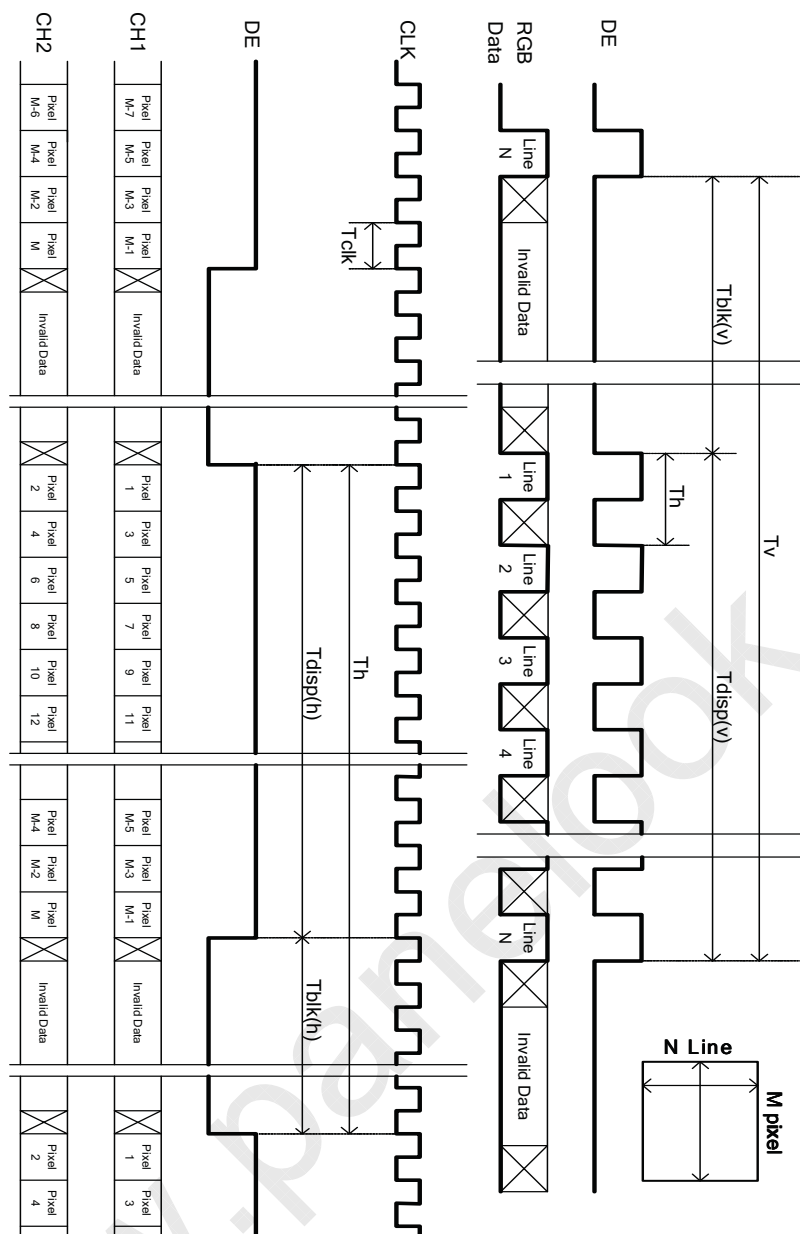 Tv
Tblk(v)
Tdisp(v)
Th
DE
RGB
Data
Line
N
Invalid Data
Line
1
Line
2
Line
3
Line
4
Line
N
Invalid Data
N Line
M pixel
CLK
Tclk
Th
Tdisp(h)
Tblk(h)
DE
CH1
Pixel
M-7
Pixel
M-5
Pixel
M-3
Pixel
M-1
Invalid Data
Pixel
1
Pixel
3
Pixel
5
Pixel
7
Pixel
9
Pixel
11
Pixel
M-5
Pixel
M-3
Pixel
M-1
Invalid Data
Pixel
1
Pixel
3
CH2
Pixel
M-6
Pixel
M-4
Pixel
M-2
Pixel
M
Invalid Data
Pixel
2
Pixel
4
Pixel
6
Pixel
8
Pixel
10
Pixel
12
Pixel
M-4
Pixel
M-2
Pixel
M
Invalid Data
Pixel
2
Pixel
4
w.panelook